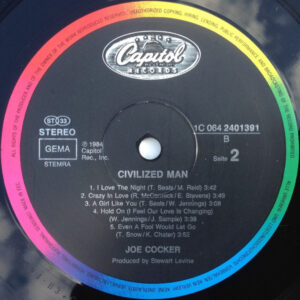 Capitol
RECORDS
ST 33
STEREO
GEMA
STEMRA
℗ 1984
Capitol
Rec., Inc.
1C 064 2401391
B
Seite 2
CIVILIZED MAN
1. I Love The Night (T. Seals/M. Reid) 3:42
2. Crazy In Love (R. McCormick/E. Stevens) 3:49
3. A Girl Like You (T. Seals/W. Jennings) 3:28
4. Hold On (I Feel Our Love Is Changing)
(W. Jennings/J. Sample) 3:39
5. Even A Fool Would Let Go
(T. Snow/K. Chater) 3:52
JOE COCKER
Produced by Stewart Levine